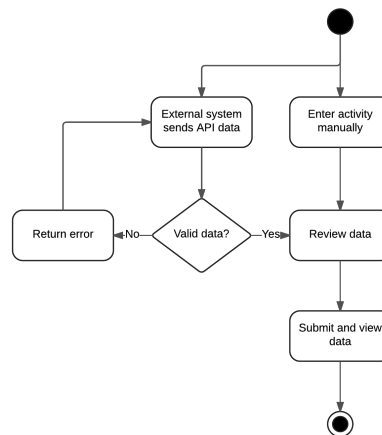 External system
sends API data
Enter activity
manually
Return error
No
Valid data?
Yes
Review data
Submit and view
data